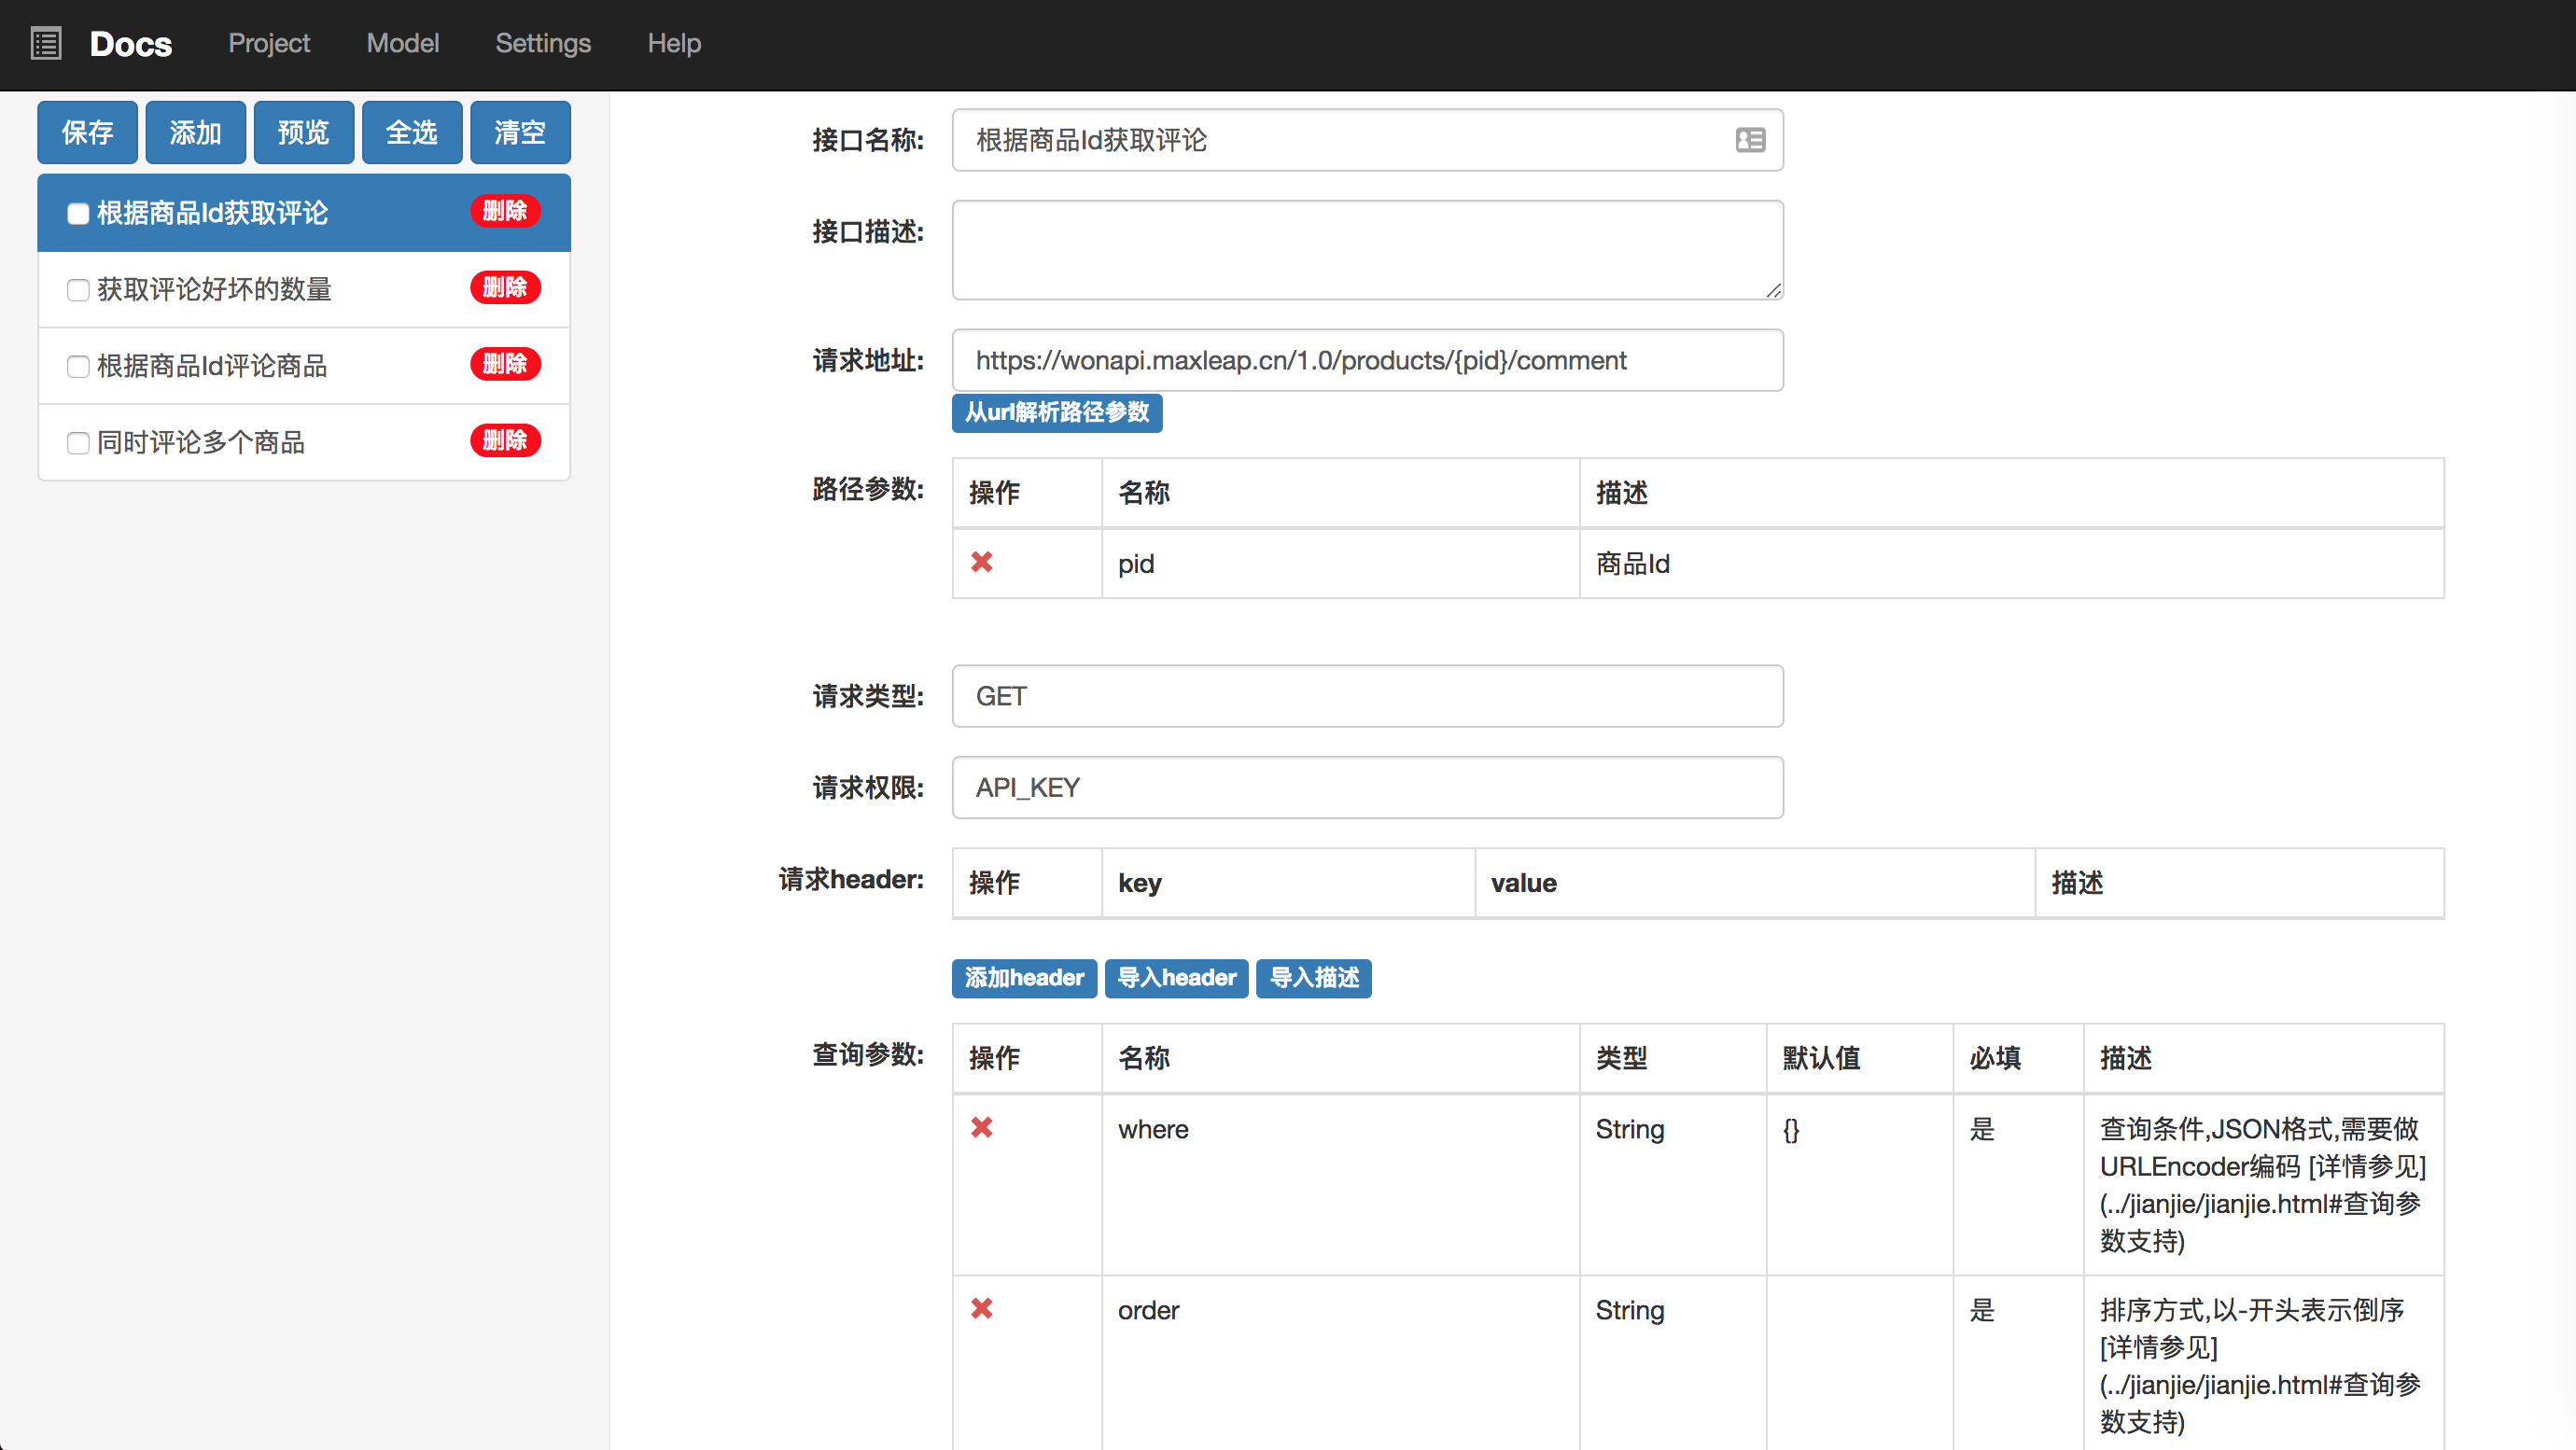 Docs Project Model Settings Help
保存 添加 预览 全选 清空
根据商品Id获取评论 删除
获取评论好坏的数量 删除
根据商品Id评论商品 删除
同时评论多个商品 删除
接口名称: 根据商品Id获取评论
接口描述:
请求地址: https://wonapi.maxleap.cn/1.0/products/{pid}/comment
从url解析路径参数
路径参数: 操作 名称 描述
pid 商品Id
请求类型: GET
请求权限: API_KEY
请求header: 操作 key value 描述
添加header 导入header 导入描述
查询参数: 操作 名称 类型 默认值 必填 描述
where String {} 是 查询条件,JSON格式,需要做
URLEncoder编码 [详情参见]
(../jianjie/jianjie.html#查询参
数支持)
order String 是 排序方式,以-开头表示倒序
[详情参见]
(../jianjie/jianjie.html#查询参
数支持)